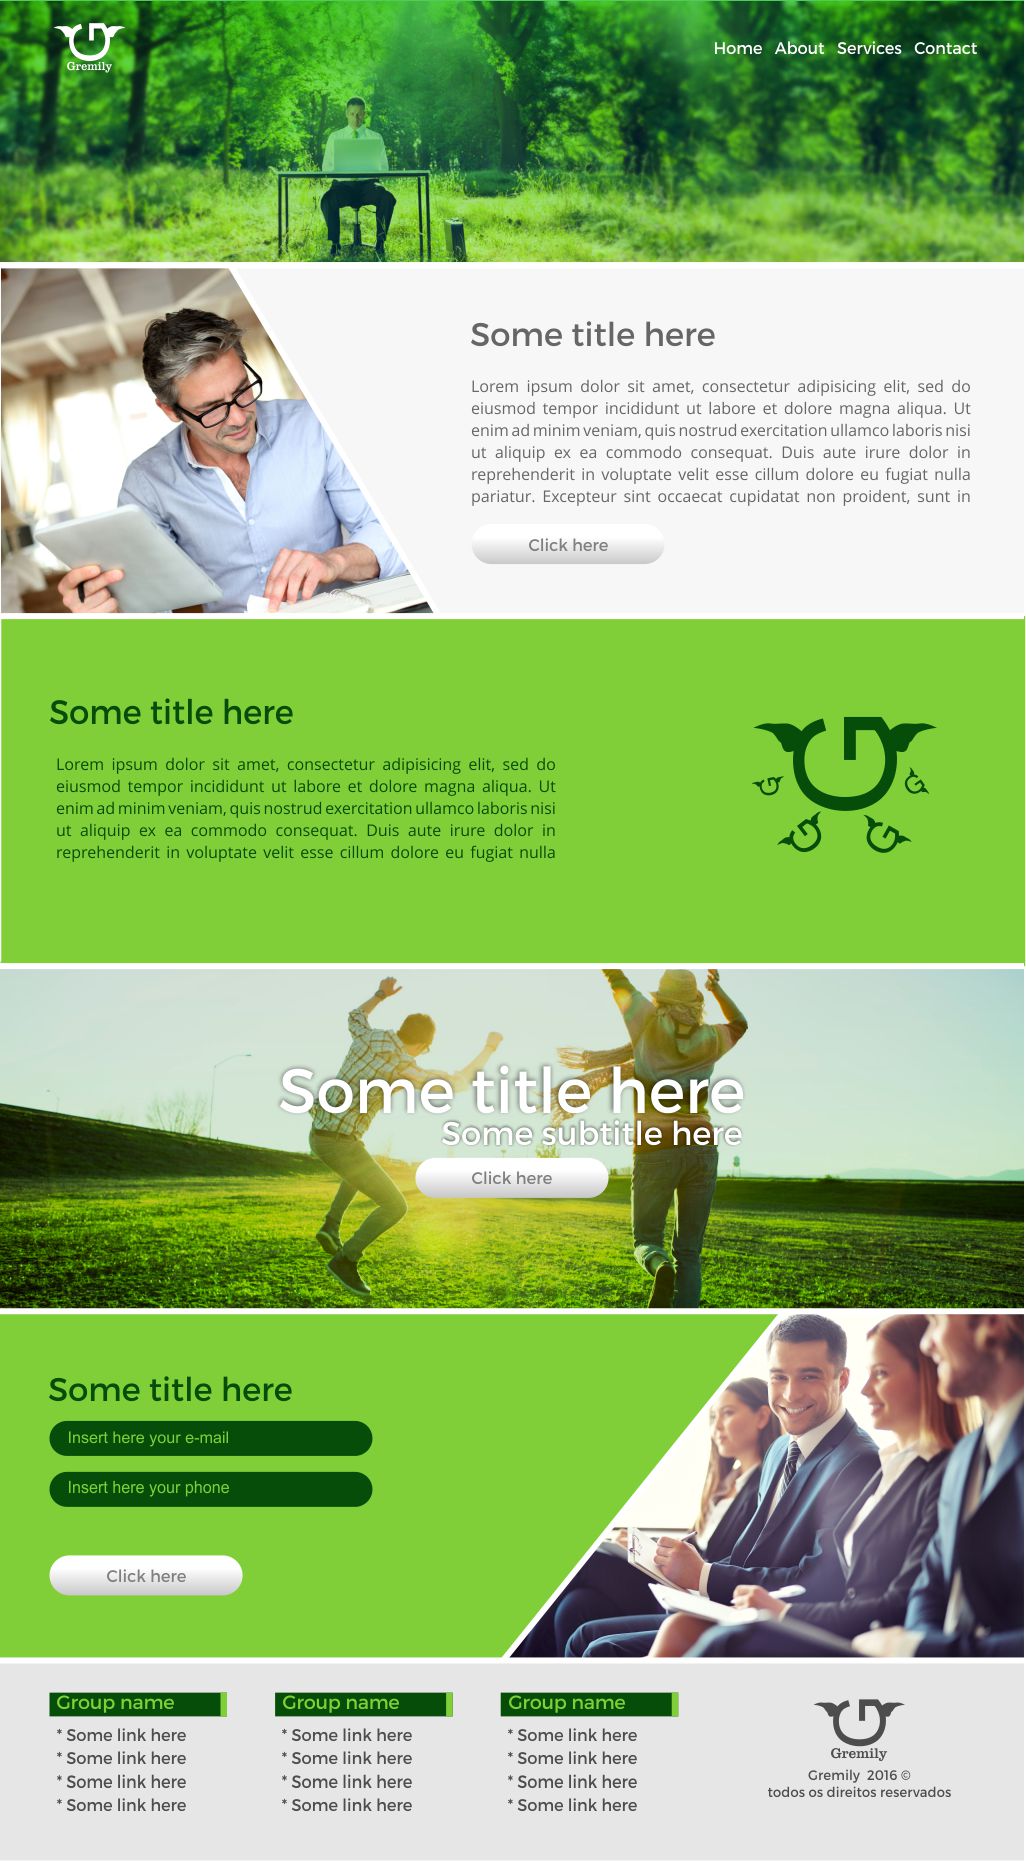 Gremily
Home About Services Contact
Some title here
Lorem ipsum dolor sit amet, consectetur adipisicing elit, sed do
eiusmod tempor incididunt ut labore et dolore magna aliqua. Ut
enim ad minim veniam, quis nostrud exercitation ullamco laboris nisi
ut aliquip ex ea commodo consequat. Duis aute irure dolor in
reprehenderit in voluptate velit esse cillum dolore eu fugiat nulla
pariatur. Excepteur sint occaecat cupidatat non proident, sunt in
Click here
Some title here
Lorem ipsum dolor sit amet, consectetur adipisicing elit, sed do
eiusmod tempor incididunt ut labore et dolore magna aliqua. Ut
enim ad minim veniam, quis nostrud exercitation ullamco laboris nisi
ut aliquip ex ea commodo consequat. Duis aute irure dolor in
reprehenderit in voluptate velit esse cillum dolore eu fugiat nulla
Some title here
Some subtitle here
Click here
Some title here
Insert here your e-mail
Insert here your phone
Click here
Group name
* Some link here
* Some link here
* Some link here
* Some link here
Group name
* Some link here
* Some link here
* Some link here
* Some link here
Group name
* Some link here
* Some link here
* Some link here
* Some link here
Gremily
Gremily 2016 ©
todos os direitos reservados